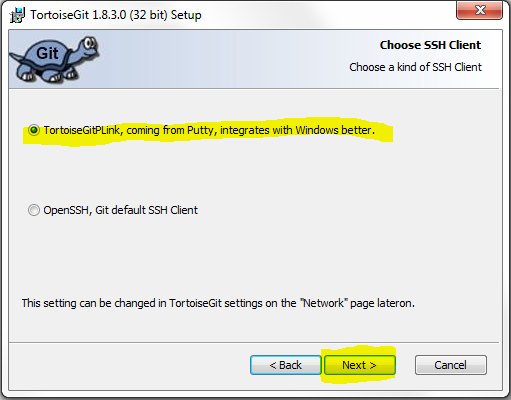 TortoiseGit 1.8.3.0 (32 bit) Setup
Git
Choose SSH Client
Choose a kind of SSH Client
TortoiseGitPLink, coming from Putty, integrates with Windows better.
OpenSSH, Git default SSH Client
This setting can be changed in TortoiseGit settings on the "Network" page lateron.
< Back Next > Cancel